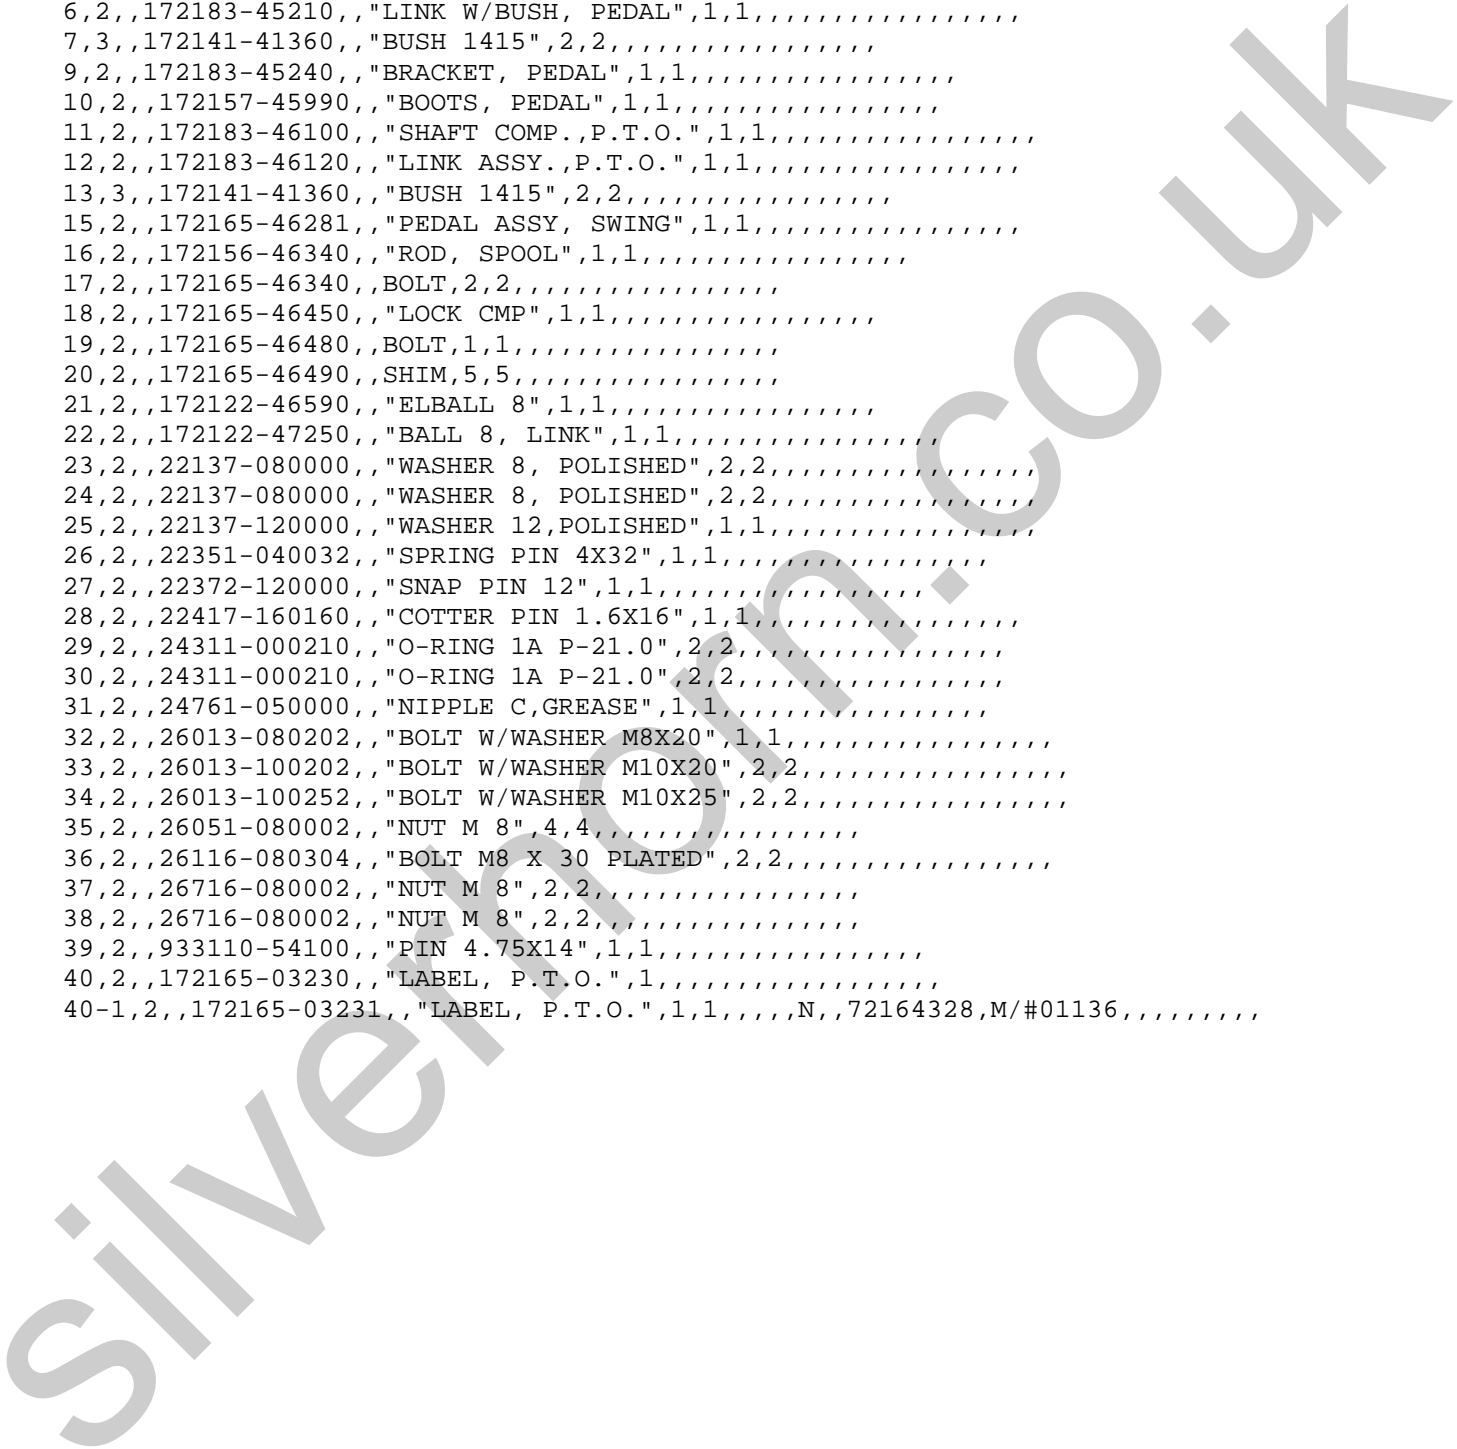 6,2,,172183-45210,,"LINK W/BUSH, PEDAL",1,1,,,,,,,,,,,,,,,,,
7,3,,172141-41360,,"BUSH 1415",2,2,,,,,,,,,,,,,,,,,
9,2,,172183-45240,,"BRACKET, PEDAL",1,1,,,,,,,,,,,,,,,,,
10,2,,172157-45990,,"BOOTS, PEDAL",1,1,,,,,,,,,,,,,,,,,
11,2,,172183-46100,,"SHAFT COMP.,P.T.O.",1,1,,,,,,,,,,,,,,,,,
12,2,,172183-46120,,"LINK ASSY.,P.T.O.",1,1,,,,,,,,,,,,,,,,,
13,3,,172141-41360,,"BUSH 1415",2,2,,,,,,,,,,,,,,,,,
15,2,,172165-46281,,"PEDAL ASSY, SWING",1,1,,,,,,,,,,,,,,,,,
16,2,,172156-46340,,"ROD, SPOOL",1,1,,,,,,,,,,,,,,,,,
17,2,,172165-46340,,BOLT,2,2,,,,,,,,,,,,,,,,,
18,2,,172165-46450,,"LOCK CMP",1,1,,,,,,,,,,,,,,,,,
19,2,,172165-46480,,BOLT,1,1,,,,,,,,,,,,,,,,,
20,2,,172165-46490,,SHIM,5,5,,,,,,,,,,,,,,,,,
21,2,,172122-46590,,"ELBALL 8",1,1,,,,,,,,,,,,,,,,,
22,2,,172122-47250,,"BALL 8, LINK",1,1,,,,,,,,,,,,,,,,,
23,2,,22137-080000,,"WASHER 8, POLISHED",2,2,,,,,,,,,,,,,,,,,
24,2,,22137-080000,,"WASHER 8, POLISHED",2,2,,,,,,,,,,,,,,,,,
25,2,,22137-120000,,"WASHER 12,POLISHED",1,1,,,,,,,,,,,,,,,,,
26,2,,22351-040032,,"SPRING PIN 4X32",1,1,,,,,,,,,,,,,,,,,
27,2,,22372-120000,,"SNAP PIN 12",1,1,,,,,,,,,,,,,,,,,
28,2,,22417-160160,,"COTTER PIN 1.6X16",1,1,,,,,,,,,,,,,,,,,
29,2,,24311-000210,,"O-RING 1A P-21.0",2,2,,,,,,,,,,,,,,,,,
30,2,,24311-000210,,"O-RING 1A P-21.0",2,2,,,,,,,,,,,,,,,,,
31,2,,24761-050000,,"NIPPLE C,GREASE",1,1,,,,,,,,,,,,,,,,,
32,2,,26013-080202,,"BOLT W/WASHER M8X20",1,1,,,,,,,,,,,,,,,,,
33,2,,26013-100202,,"BOLT W/WASHER M10X20",2,2,,,,,,,,,,,,,,,,,
34,2,,26013-100252,,"BOLT W/WASHER M10X25",2,2,,,,,,,,,,,,,,,,,
35,2,,26051-080002,,"NUT M 8",4,4,,,,,,,,,,,,,,,,,
36,2,,26116-080304,,"BOLT M8 X 30 PLATED",2,2,,,,,,,,,,,,,,,,,
37,2,,26716-080002,,"NUT M 8",2,2,,,,,,,,,,,,,,,,,
38,2,,26716-080002,,"NUT M 8",2,2,,,,,,,,,,,,,,,,,
39,2,,933110-54100,,"PIN 4.75X14",1,1,,,,,,,,,,,,,,,,,
40,2,,172165-03230,,"LABEL, P.T.O.",1,,,,,,,,,,,,,,,,,,
40-1,2,,172165-03231,,"LABEL, P.T.O.",1,1,,,,,N,,72164328,M/#01136,,,,,,,,,
silverhorn.co.uk